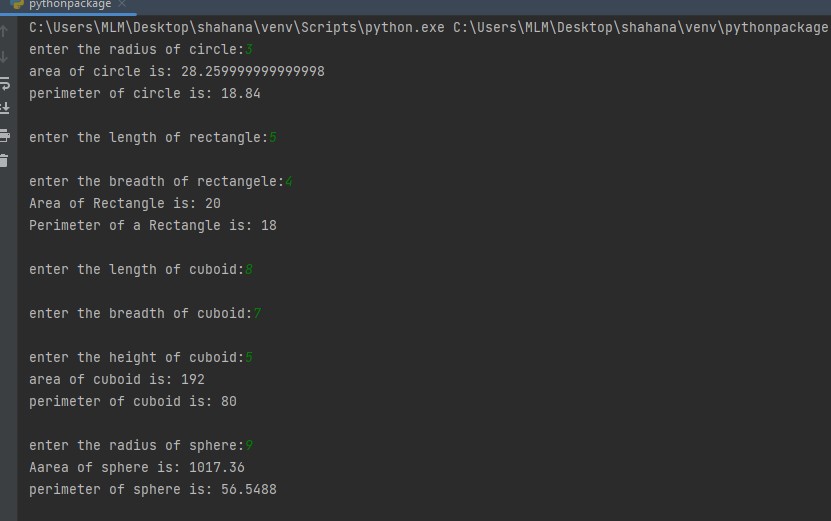 pythonpackage
C:\Users\MLM\Desktop\shahana\venv\Scripts\python.exe C:\Users\MLM\Desktop\shahana\venv\pythonpackage
enter the radius of circle:3
area of circle is: 28.259999999999998
perimeter of circle is: 18.84
enter the length of rectangle:5
enter the breadth of rectangele:4
Area of Rectangle is: 20
Perimeter of a Rectangle is: 18
enter the length of cuboid:8
enter the breadth of cuboid:7
enter the height of cuboid:5
area of cuboid is: 192
perimeter of cuboid is: 80
enter the radius of sphere:9
Aarea of sphere is: 1017.36
perimeter of sphere is: 56.5488